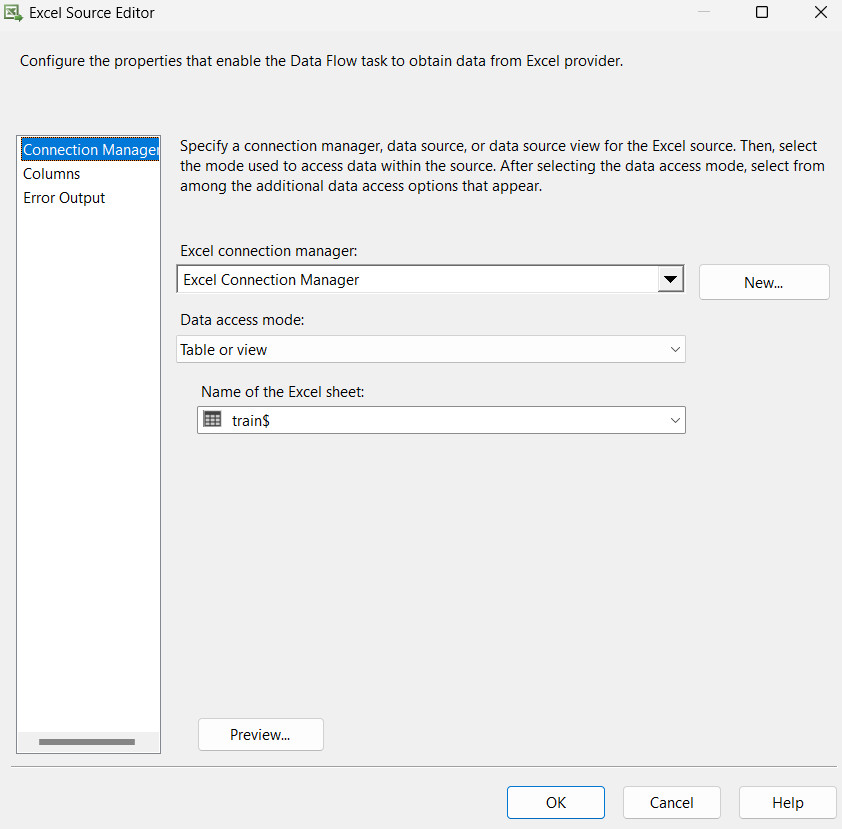 Excel Source Editor
Configure the properties that enable the Data Flow task to obtain data from Excel provider.
Connection Manager
Columns
Error Output
Specify a connection manager, data source, or data source view for the Excel source. Then, select
the mode used to access data within the source. After selecting the data access mode, select from
among the additional data access options that appear.
Excel connection manager:
Excel Connection Manager
New...
Data access mode:
Table or view
Name of the Excel sheet:
train$
Preview...
OK
Cancel
Help